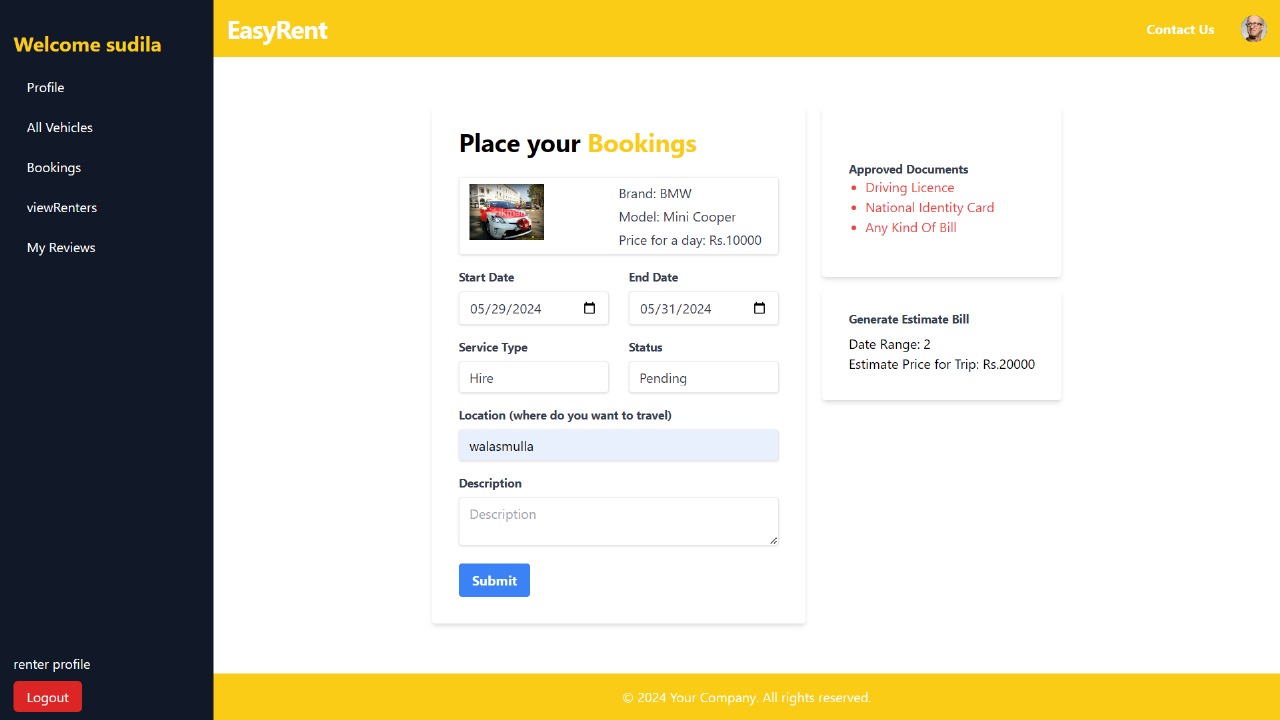 Welcome sudila
Profile
All Vehicles
Bookings
viewRenters
My Reviews
renter profile
Logout
EasyRent
Contact Us
Place your Bookings
Brand: BMW
Model: Mini Cooper
Price for a day: Rs.10000
Start Date
End Date
05/29/2024
05/31/2024
Service Type
Status
Hire
Pending
Location (where do you want to travel)
walasmulla
Description
Description
Submit
Approved Documents
Driving Licence
National Identity Card
Any Kind Of Bill
Generate Estimate Bill
Date Range: 2
Estimate Price for Trip: Rs.20000
© 2024 Your Company. All rights reserved.